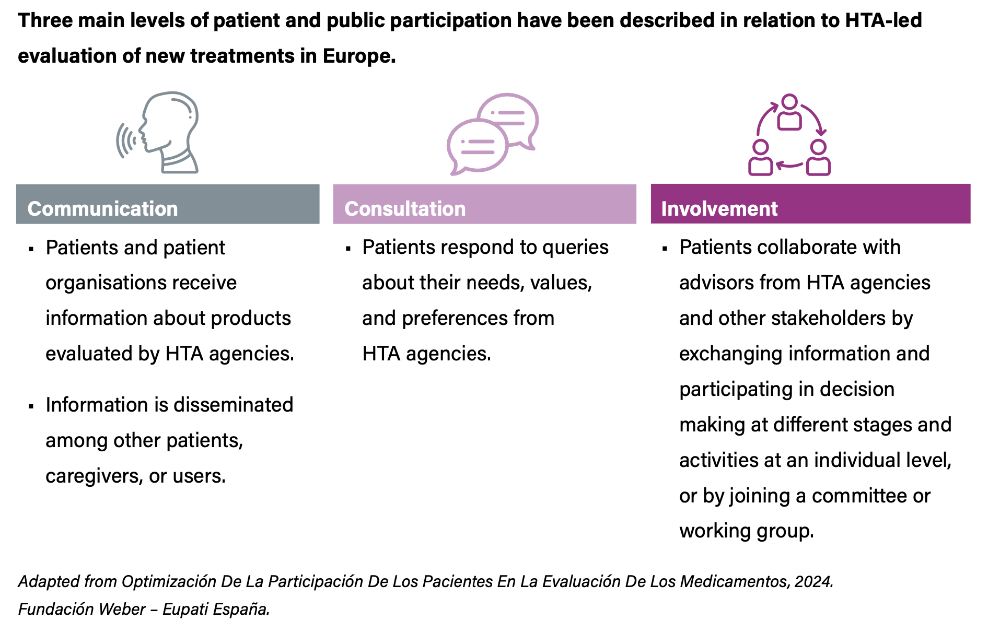 Three main levels of patient and public participation have been described in relation to HTA-led
evaluation of new treatments in Europe.
Communication
▪ Patients and patient
organisations receive
information about products
evaluated by HTA agencies.
▪ Information is disseminated
among other patients,
caregivers, or users.
Consultation
▪ Patients respond to queries
about their needs, values,
and preferences from
HTA agencies.
Involvement
▪ Patients collaborate with
advisors from HTA agencies
and other stakeholders by
exchanging information and
participating in decision
making at different stages and
activities at an individual level,
or by joining a committee or
working group.
Adapted from Optimización De La Participación De Los Pacientes En La Evaluación De Los Medicamentos, 2024.
Fundación Weber – Eupati España.